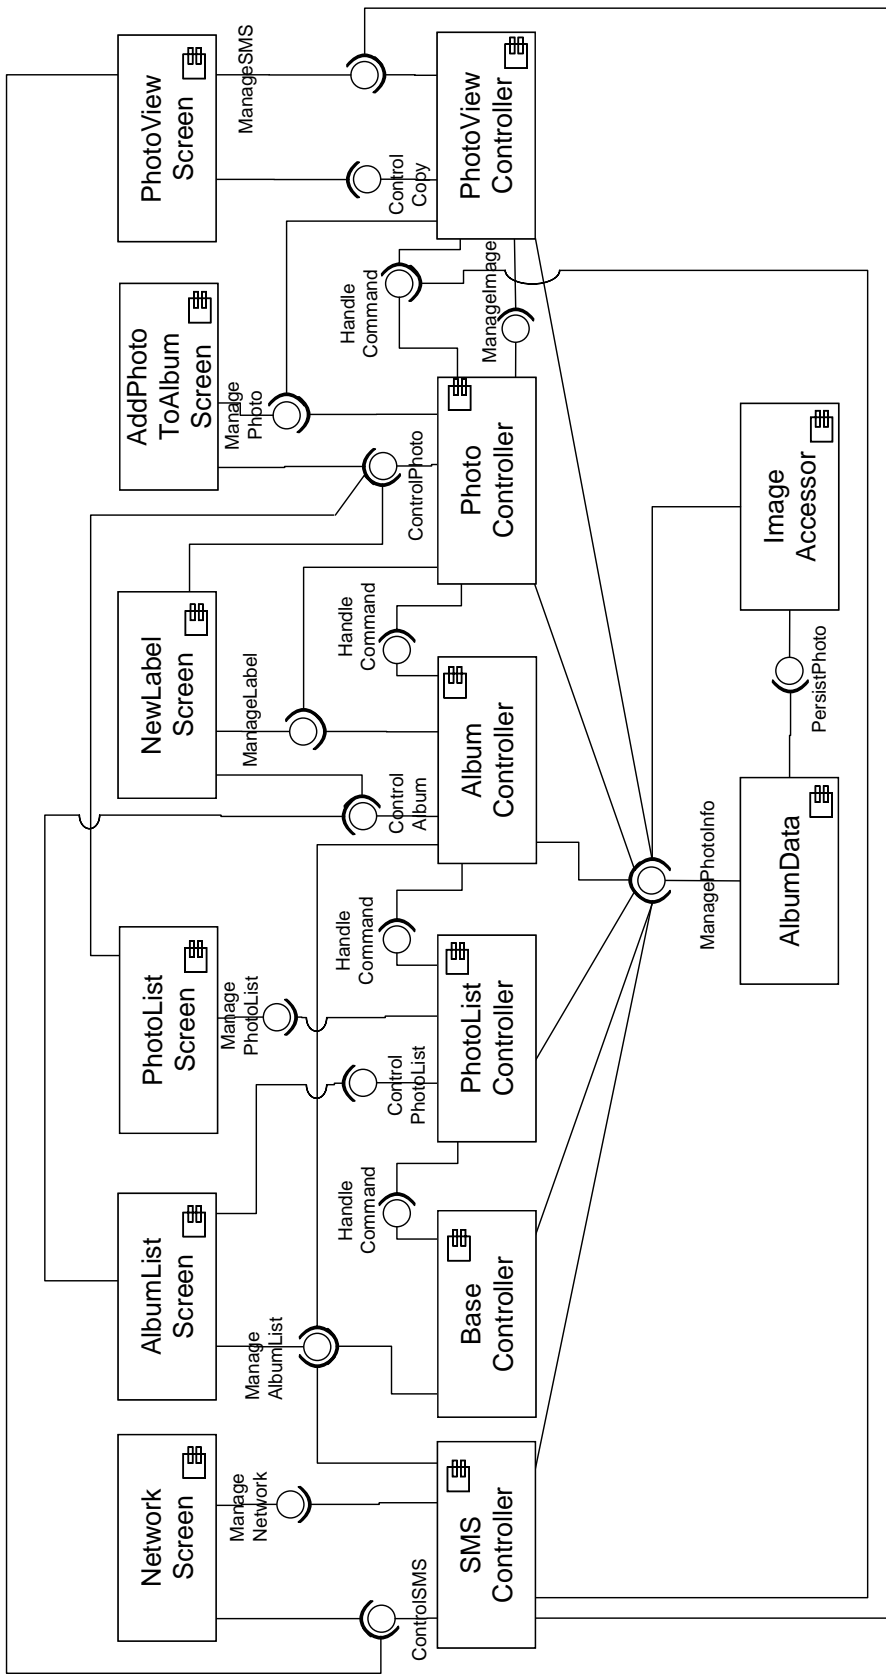 Network
Screen
AlbumList
Screen
PhotoList
Screen
NewLabel
Screen
AddPhoto
ToAlbum
Screen
PhotoView
Screen
Manage
Network
Manage
AlbumList
Manage
PhotoList
ManageLabel
Manage
Photo
ManageSMS
ControlSMS
Handle
Command
Control
PhotoList
Handle
Command
Control
Album
Handle
Command
ControlPhoto
Handle
Command
Control
Copy
SMS
Controller
Base
Controller
PhotoList
Controller
Album
Controller
Photo
Controller
ManageImage
PhotoView
Controller
ManagePhotoInfo
AlbumData
PersistPhoto
Image
Accessor